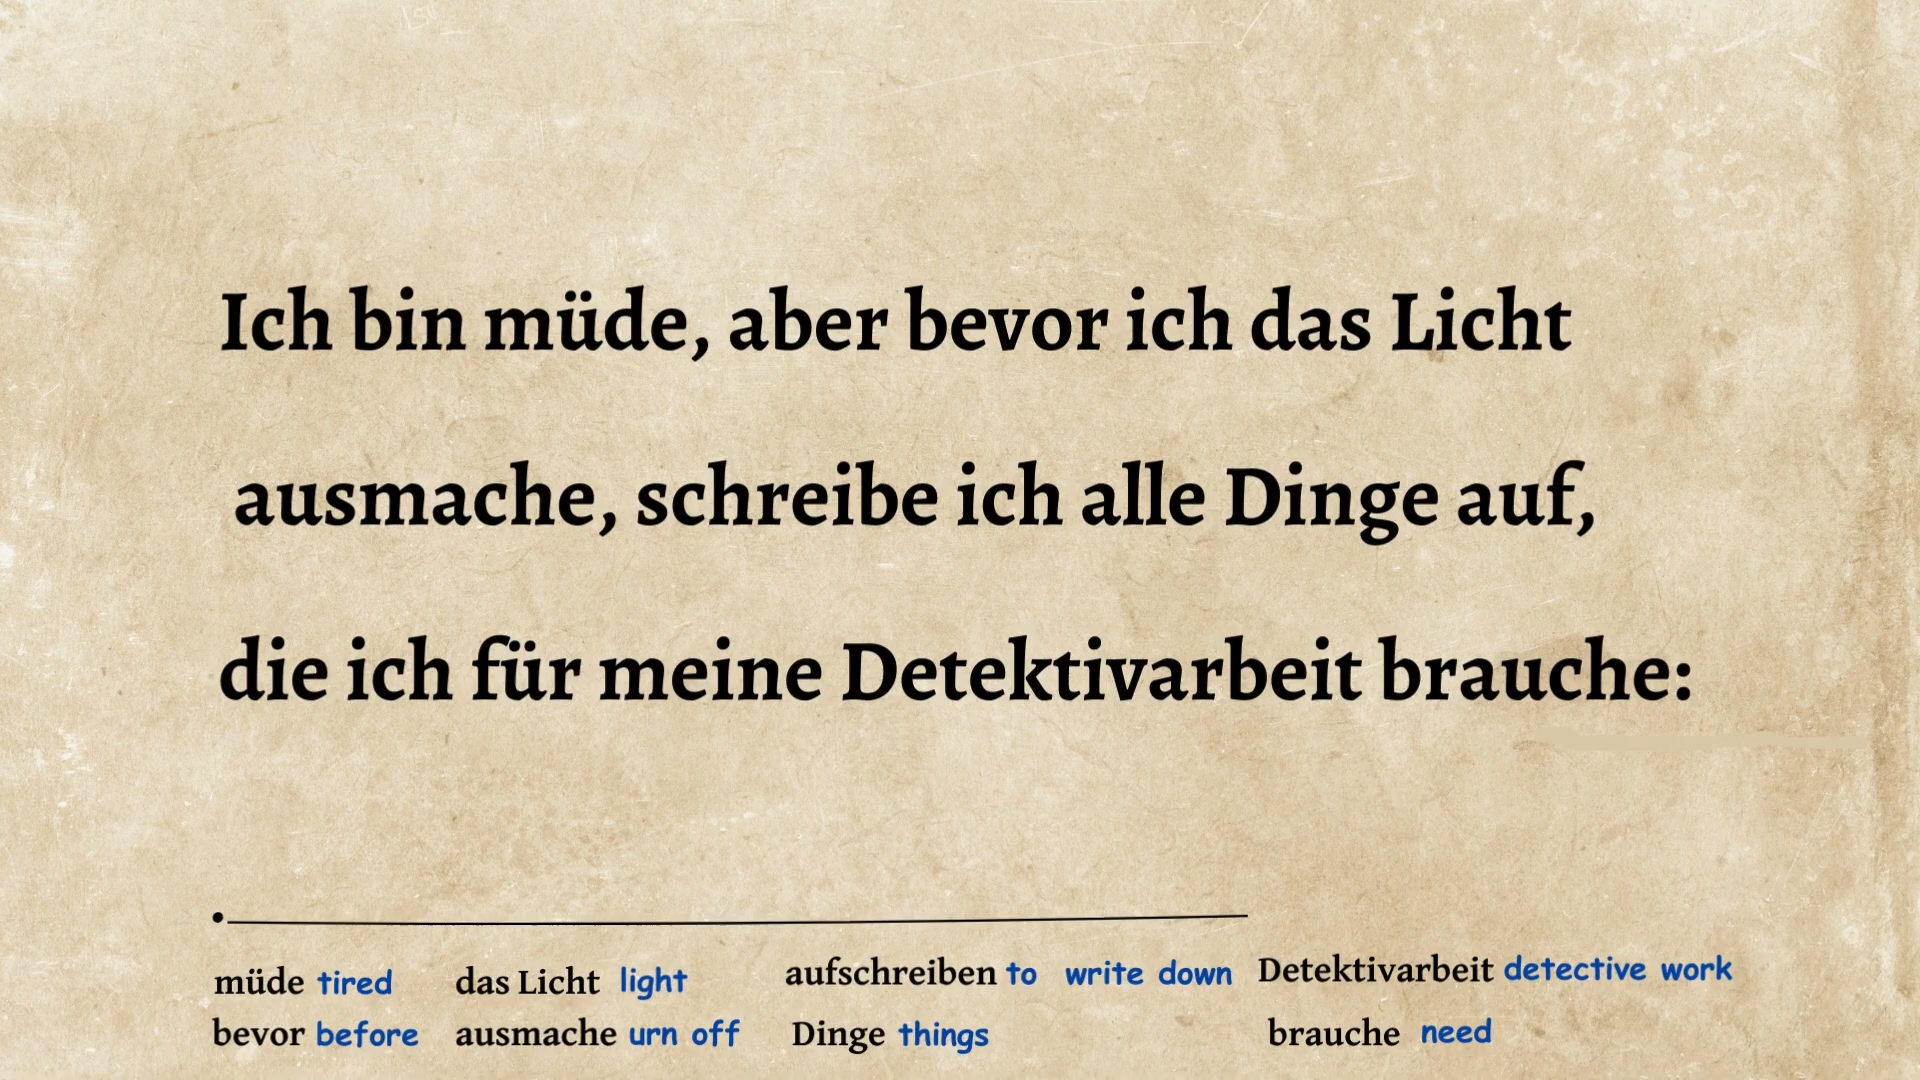 Ich bin müde, aber bevor ich das Licht
ausmache, schreibe ich alle Dinge auf,
die ich für meine Detektivarbeit brauche:
müde tired das Licht light aufschreiben to write down Detektivarbeit detective work
bevor before ausmache urn off Dinge things brauche need